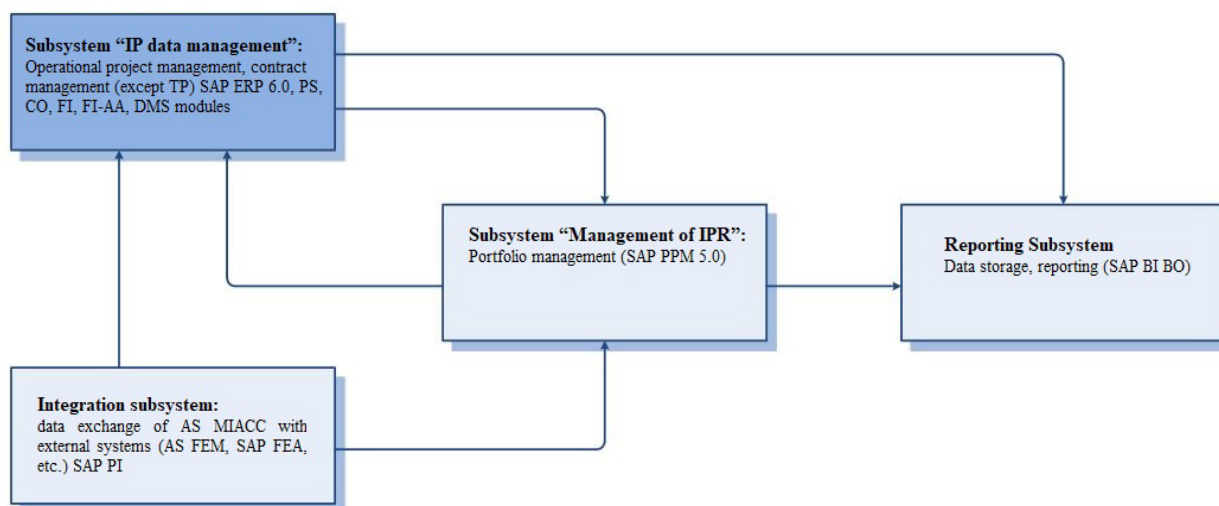 Subsystem “IP data management”:
Operational project management, contract
management (except TP) SAP ERP 6.0, PS,
CO, FI, FI-AA, DMS modules
Subsystem “Management of IPR”:
Portfolio management (SAP PPM 5.0)
Reporting Subsystem
Data storage, reporting (SAP BI BO)
Integration subsystem:
data exchange of AS MIACC with
external systems (AS FEM, SAP FEA,
etc.) SAP PI